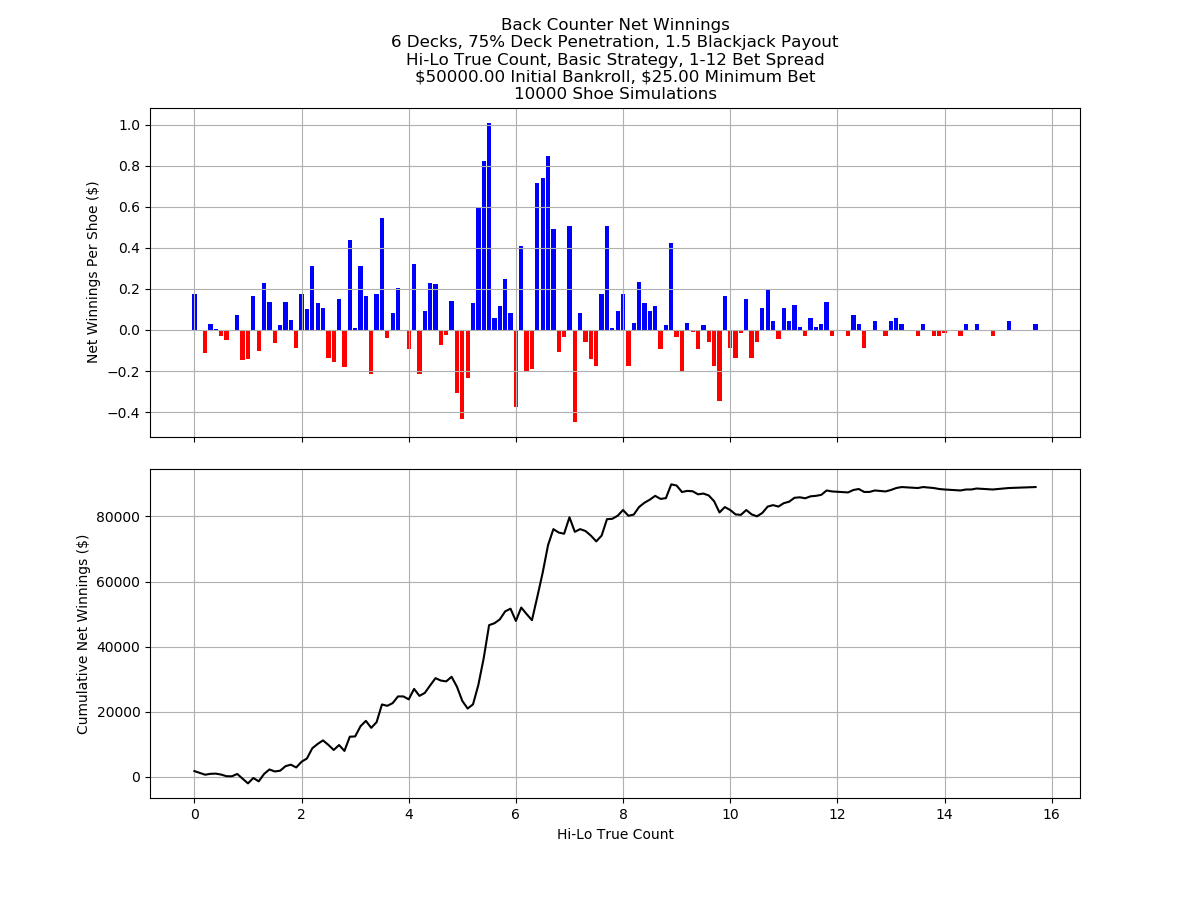 Back Counter Net Winnings
6 Decks, 75% Deck Penetration, 1.5 Blackjack Payout
Hi-Lo True Count, Basic Strategy, 1-12 Bet Spread
$50000.00 Initial Bankroll, $25.00 Minimum Bet
10000 Shoe Simulations
Net Winnings Per Shoe ($)
1.0
0.8
0.6
0.4
0.2
0.0
−0.2
−0.4
Cumulative Net Winnings ($)
80000
60000
40000
20000
0
0 2 4 6 8 10 12 14 16
Hi-Lo True Count